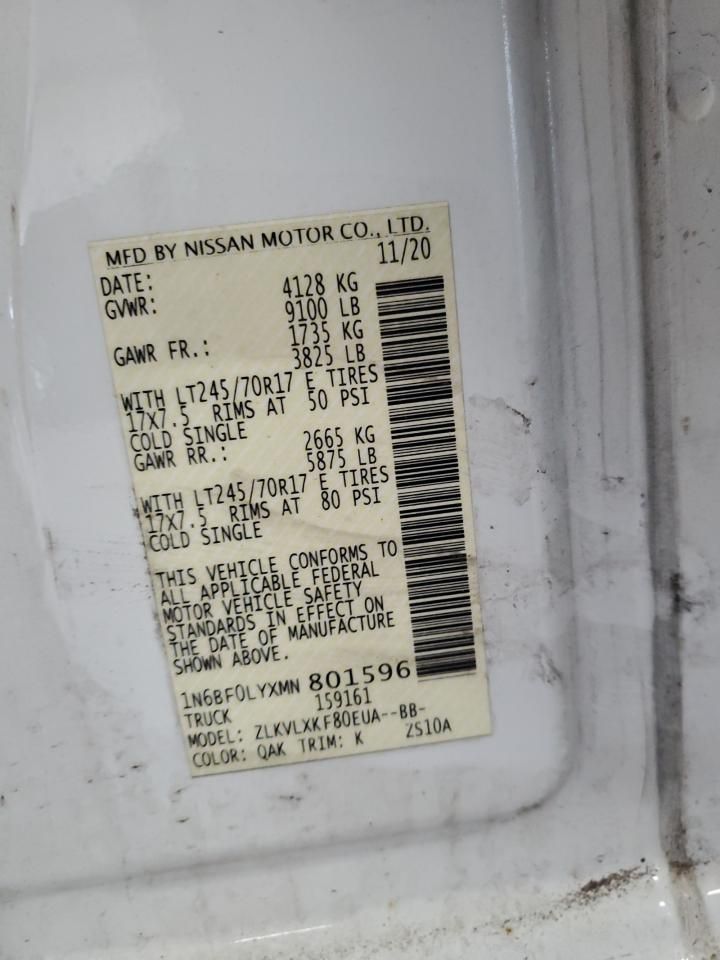 MFD BY NISSAN MOTOR CO., LTD.
DATE: 11/20
GVWR: 4128 KG
9100 LB
GAWR FR.: 1735 KG
3825 LB
WITH LT245/70R17 E TIRES
17X7.5 RIMS AT 50 PSI
COLD SINGLE
GAWR RR.: 2665 KG
5875 LB
WITH LT245/70R17 E TIRES
17X7.5 RIMS AT 80 PSI
COLD SINGLE
THIS VEHICLE CONFORMS TO
ALL APPLICABLE FEDERAL
MOTOR VEHICLE SAFETY
STANDARDS IN EFFECT ON
THE DATE OF MANUFACTURE
SHOWN ABOVE.
1N6BF0LYXMN 801596
TRUCK 159161
MODEL: ZLKVLXKF80EUA--BB-
COLOR: QAK TRIM: K ZS10A